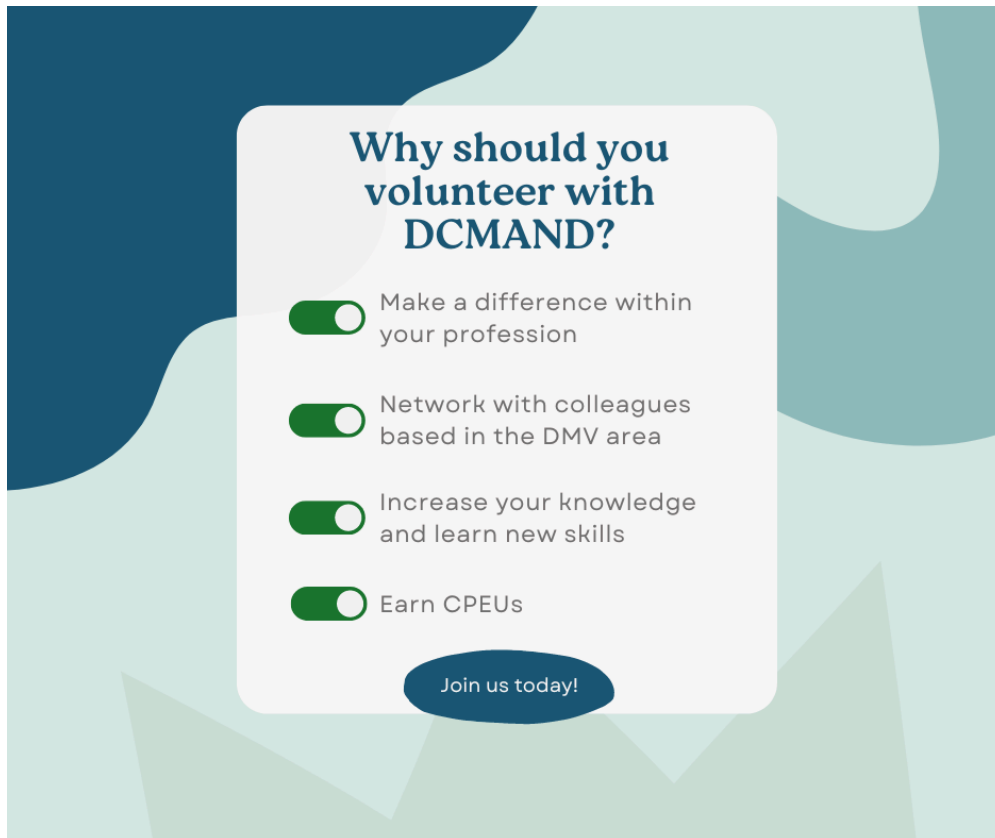 Why should you
volunteer with
DCMAND?
Make a difference within
your profession
Network with colleagues
based in the DMV area
Increase your knowledge
and learn new skills
Earn CPEUs
Join us today!